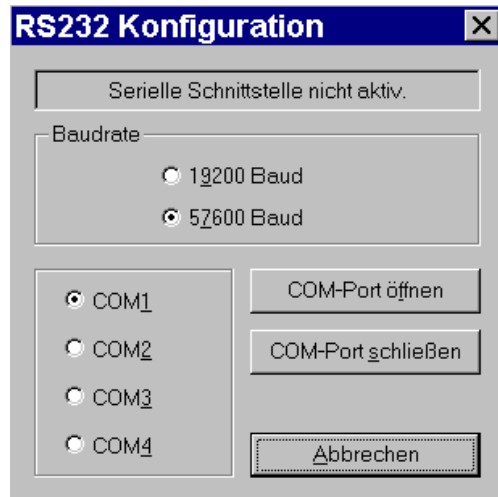 RS232 Konfiguration
Serielle Schnittstelle nicht aktiv.
Baudrate
19200 Baud
57600 Baud
COM1
COM2
COM3
COM4
COM-Port öffnen
COM-Port schließen
Abbrechen